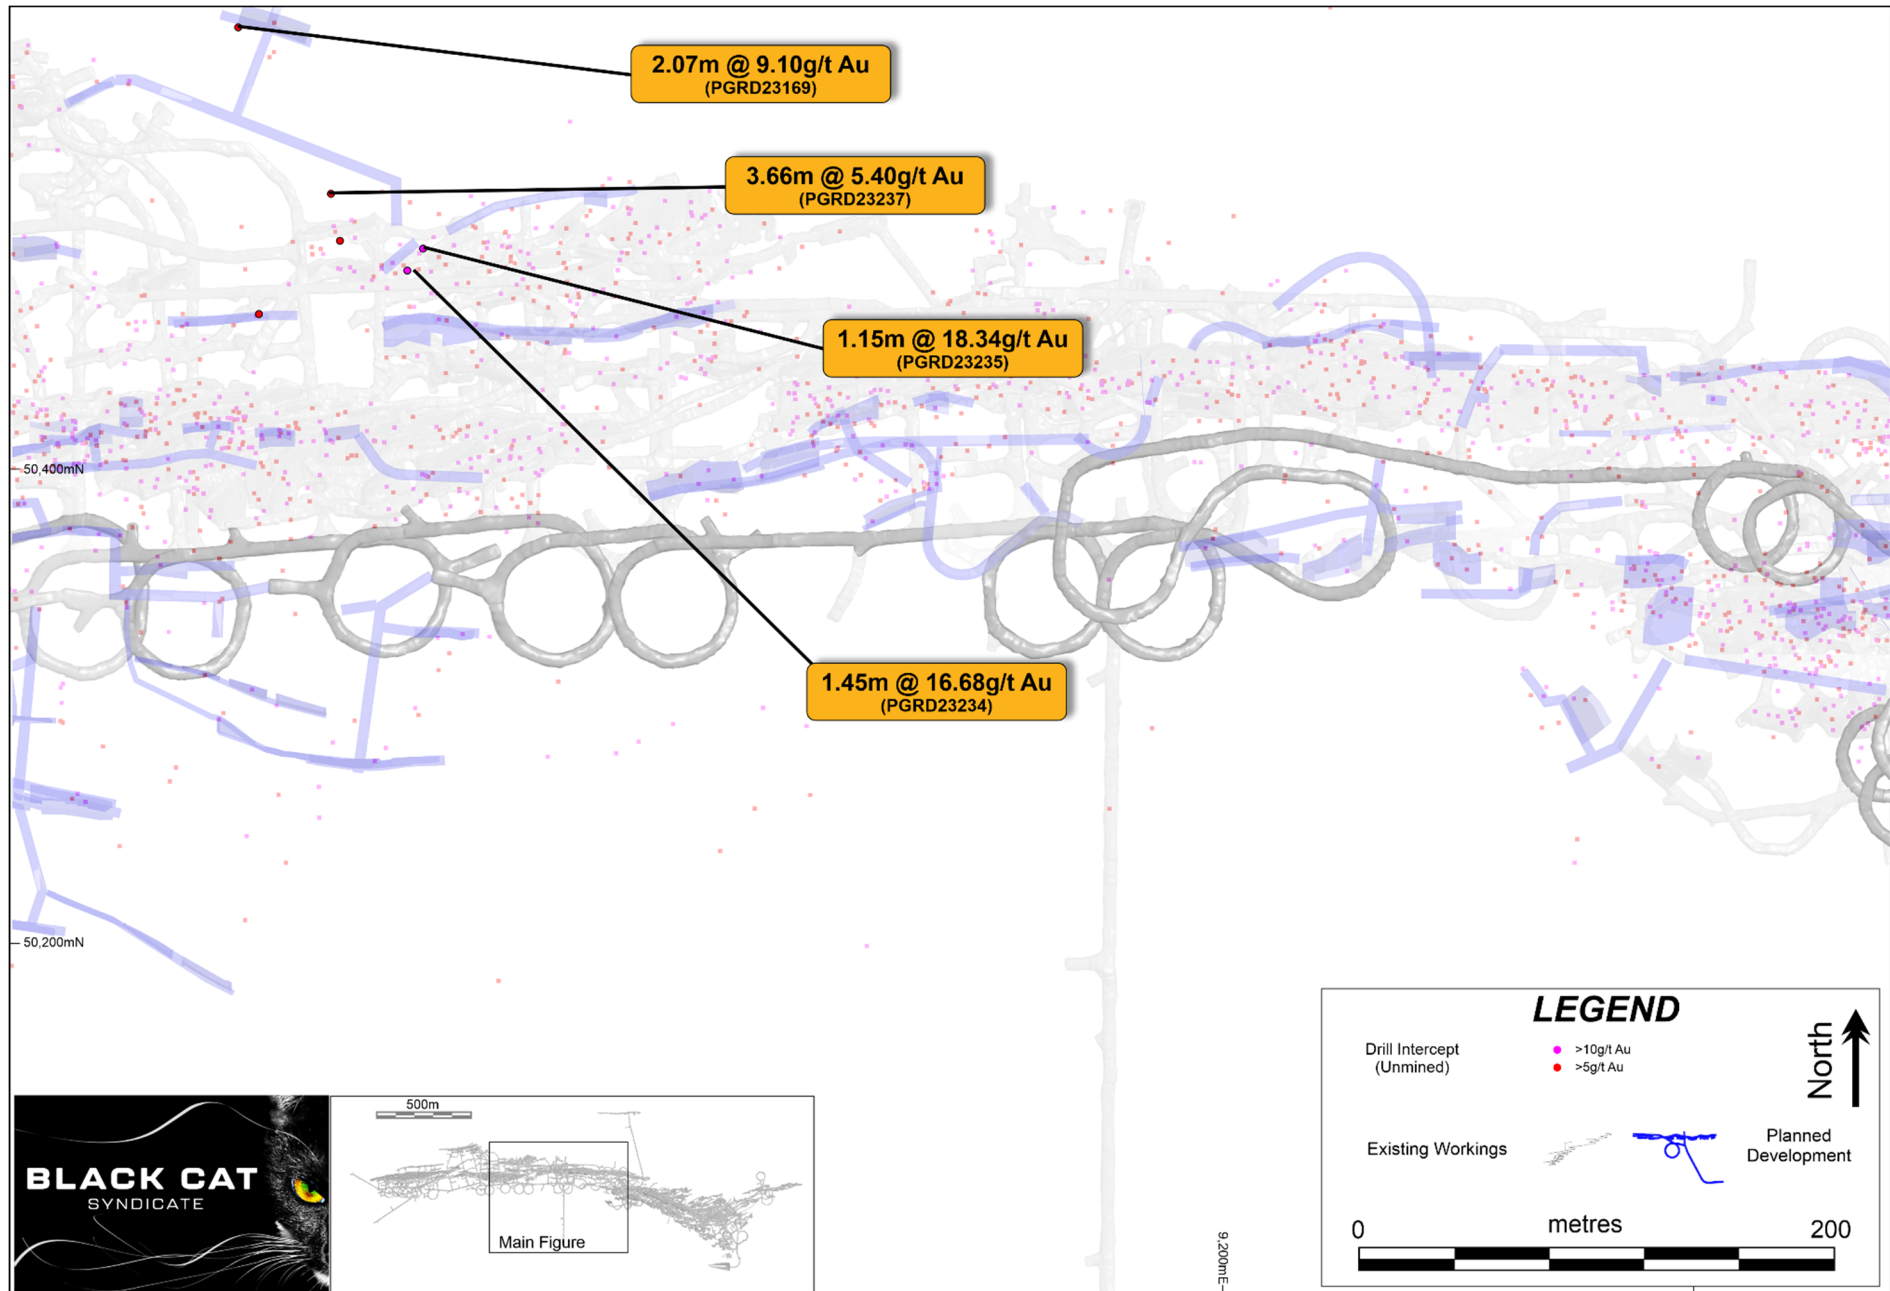 2.07m @ 9.10g/t Au
(PGRD23169)
3.66m @ 5.40g/t Au
(PGRD23237)
1.15m @ 18.34g/t Au
(PGRD23235)
50,400mN
1.45m @ 16.68g/t Au
(PGRD23234)
50,200mN
LEGEND
Drill Intercept
(Unmined)
>10g/t Au
>5g/t Au
North
Existing Workings
Planned
Development
0 metres 200
9,200mE
BLACK CAT
SYNDICATE
500m
Main Figure